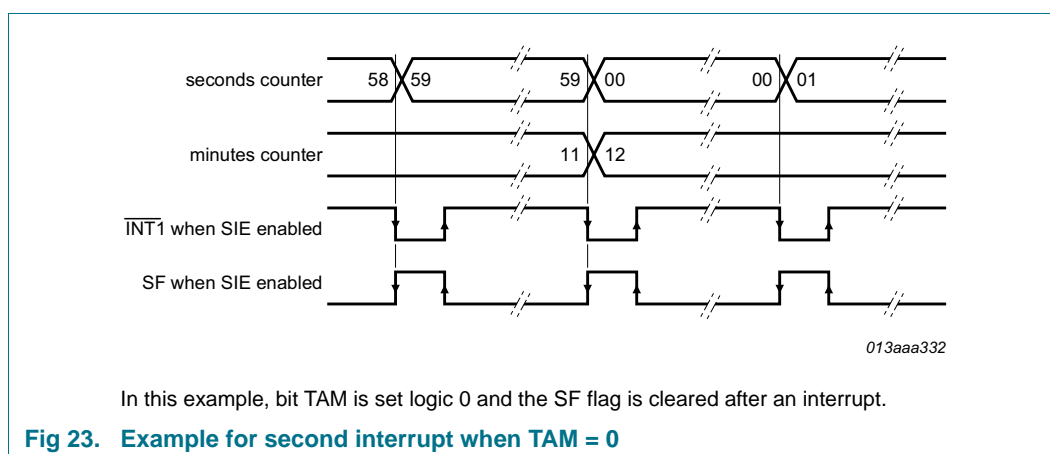 seconds counter 58 59 59 00 00 01
minutes counter 11 12
INT1 when SIE enabled
SF when SIE enabled
013aaa332
In this example, bit TAM is set logic 0 and the SF flag is cleared after an interrupt.
Fig 23. Example for second interrupt when TAM = 0